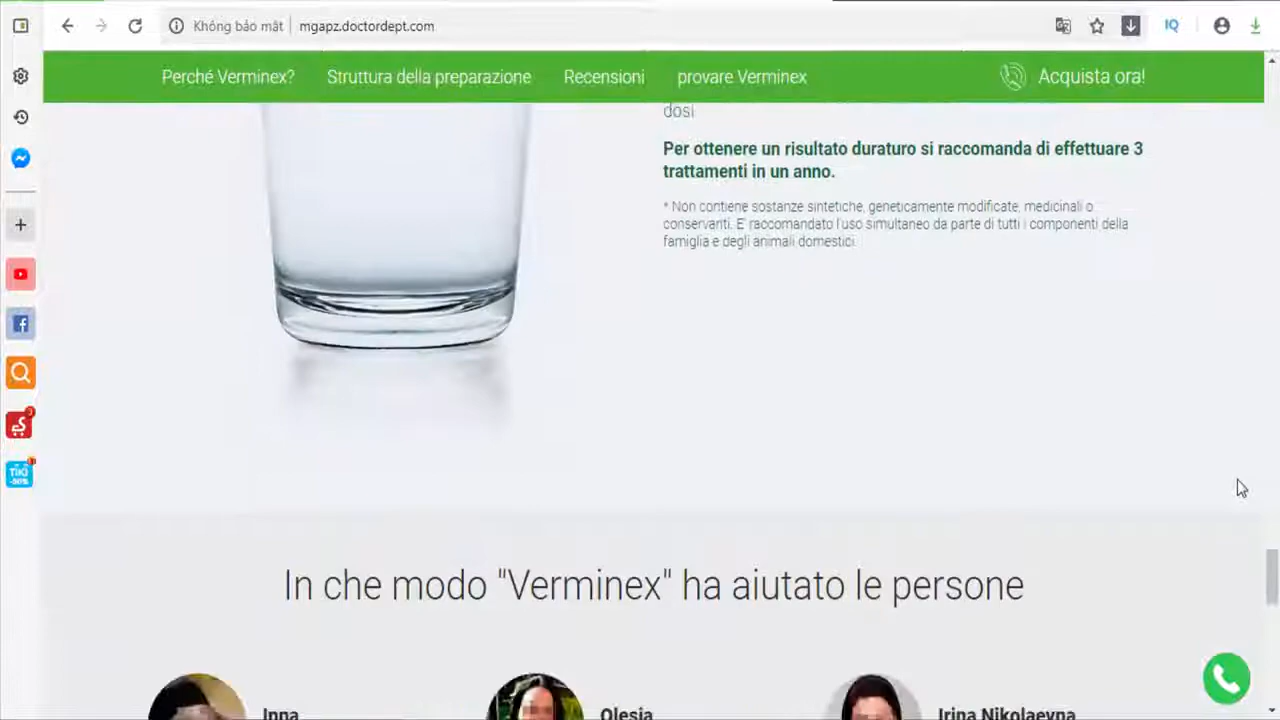 Không bảo mật
mgapz.doctordept.com
IQ
Perché Verminex?
Struttura della preparazione
Recensioni
provare Verminex
Acquista ora!
dosi
Per ottenere un risultato duraturo si raccomanda di effettuare 3
trattamenti in un anno.
* Non contiene sostanze sintetiche, geneticamente modificate, medicinali o
conservanti. E' raccomandato l'uso simultaneo da parte di tutti i componenti della
famiglia e degli animali domestici.
3
TIKI
In che modo "Verminex" ha aiutato le persone
Inna
Olesia
Irina Nikolaevna